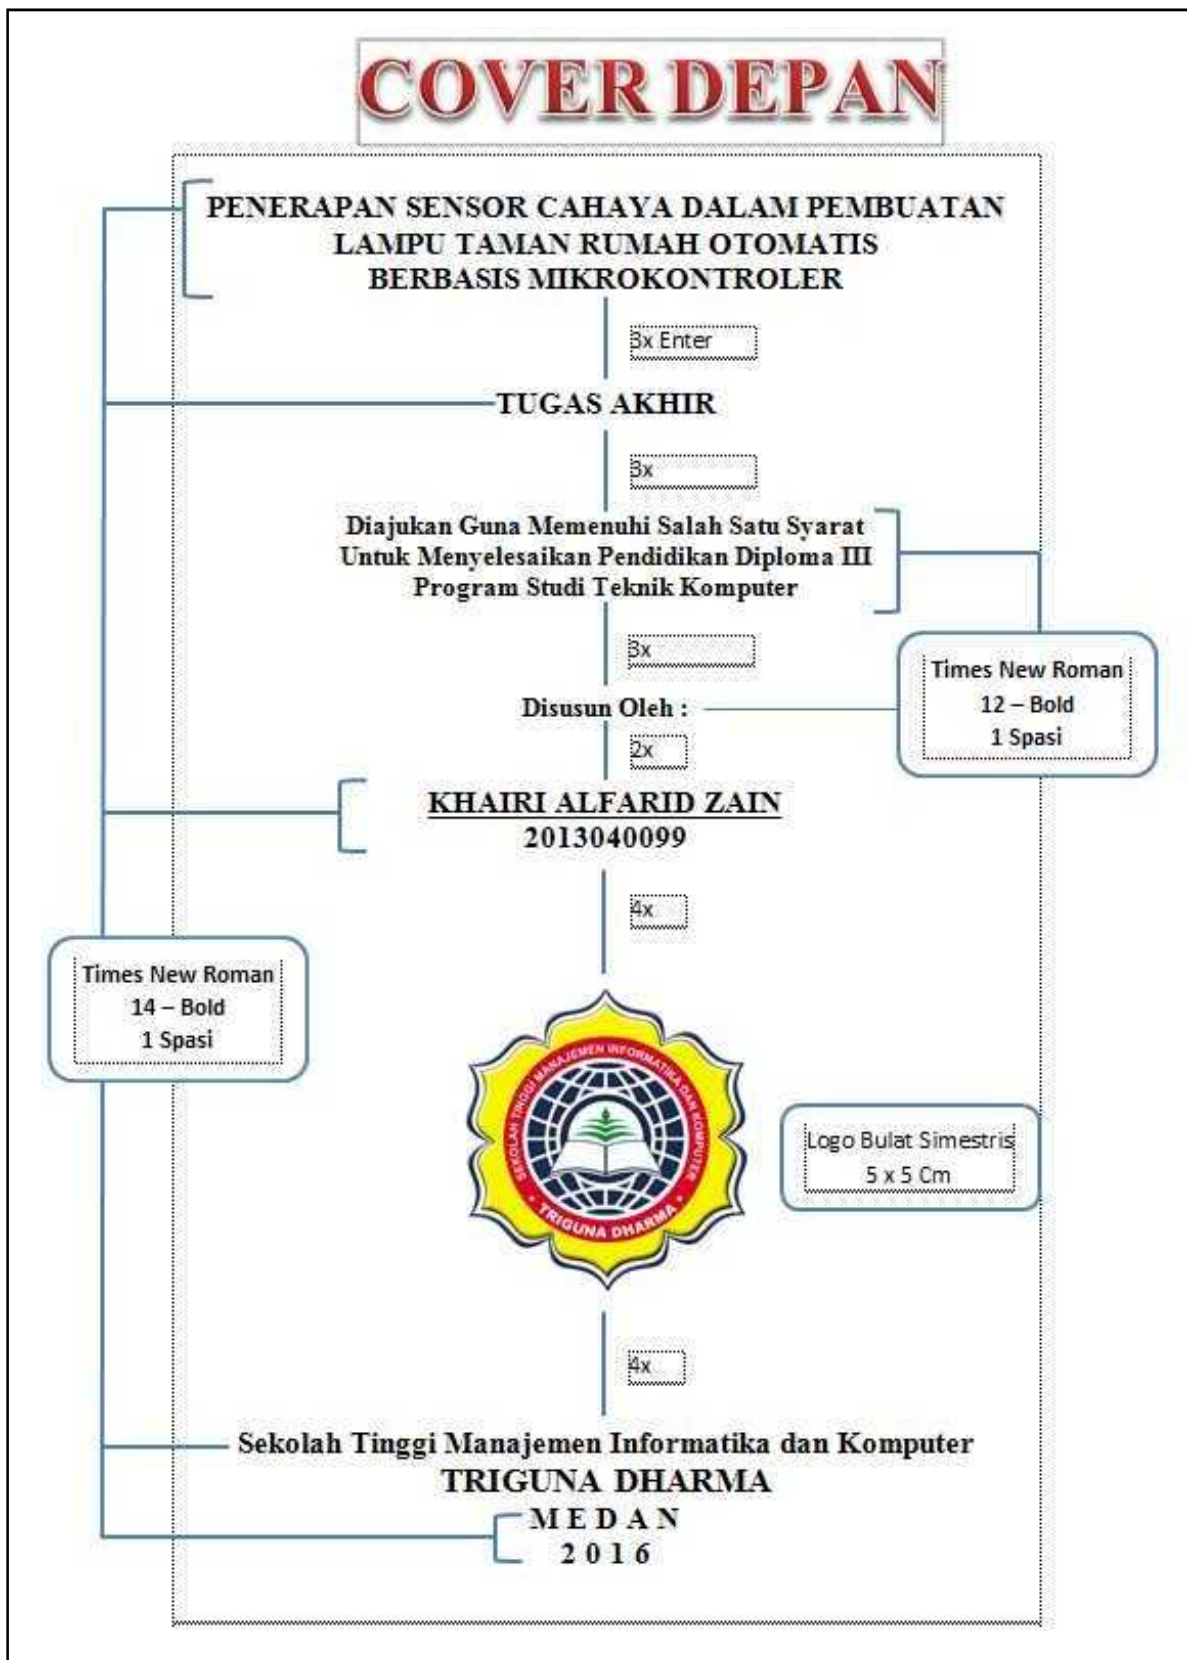 COVER DEPAN
PENERAPAN SENSOR CAHAYA DALAM PEMBUATAN
LAMPU TAMAN RUMAH OTOMATIS
BERBASIS MIKROKONTROLER
3x Enter
TUGAS AKHIR
3x
Diajukan Guna Memenuhi Salah Satu Syarat
Untuk Menyelesaikan Pendidikan Diploma III
Program Studi Teknik Komputer
3x
Times New Roman
12 – Bold
1 Spasi
Disusun Oleh :
2x
KHAIRI ALFARID ZAIN
2013040099
4x
Times New Roman
14 – Bold
1 Spasi
SEKOLAH TINGGI MANAJEMEN INFORMATIKA DAN KOMPUTER
• TRIGUNA DHARMA •
Logo Bulat Simestris
5 x 5 Cm
4x
Sekolah Tinggi Manajemen Informatika dan Komputer
TRIGUNA DHARMA
M E D A N
2 0 1 6